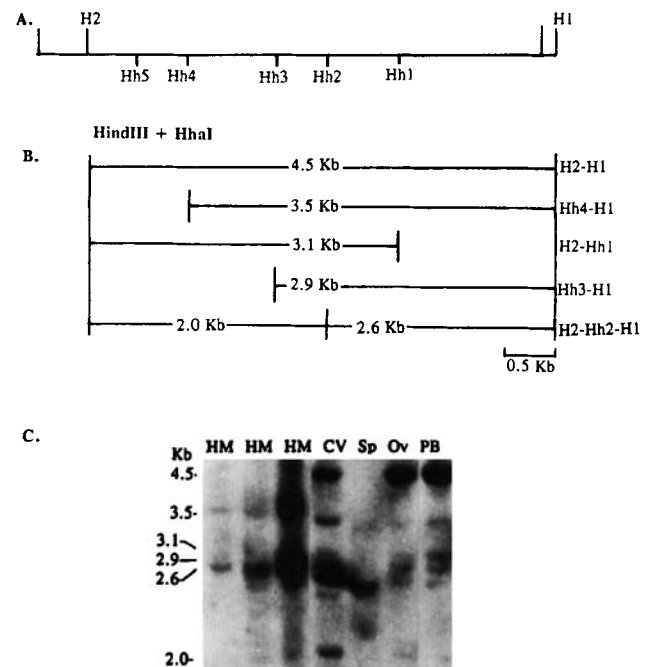 A.
H2 H1
Hh5 Hh4 Hh3 Hh2 Hh1
HindIII + HhaI
B.
4.5 Kb H2-H1
3.5 Kb Hh4-H1
3.1 Kb H2-Hh1
2.9 Kb Hh3-H1
2.0 Kb 2.6 Kb H2-Hh2-H1
0.5 Kb
C.
Kb HM HM HM CV Sp Ov PB
4.5-
3.5-
3.1
2.9
2.6
2.0-